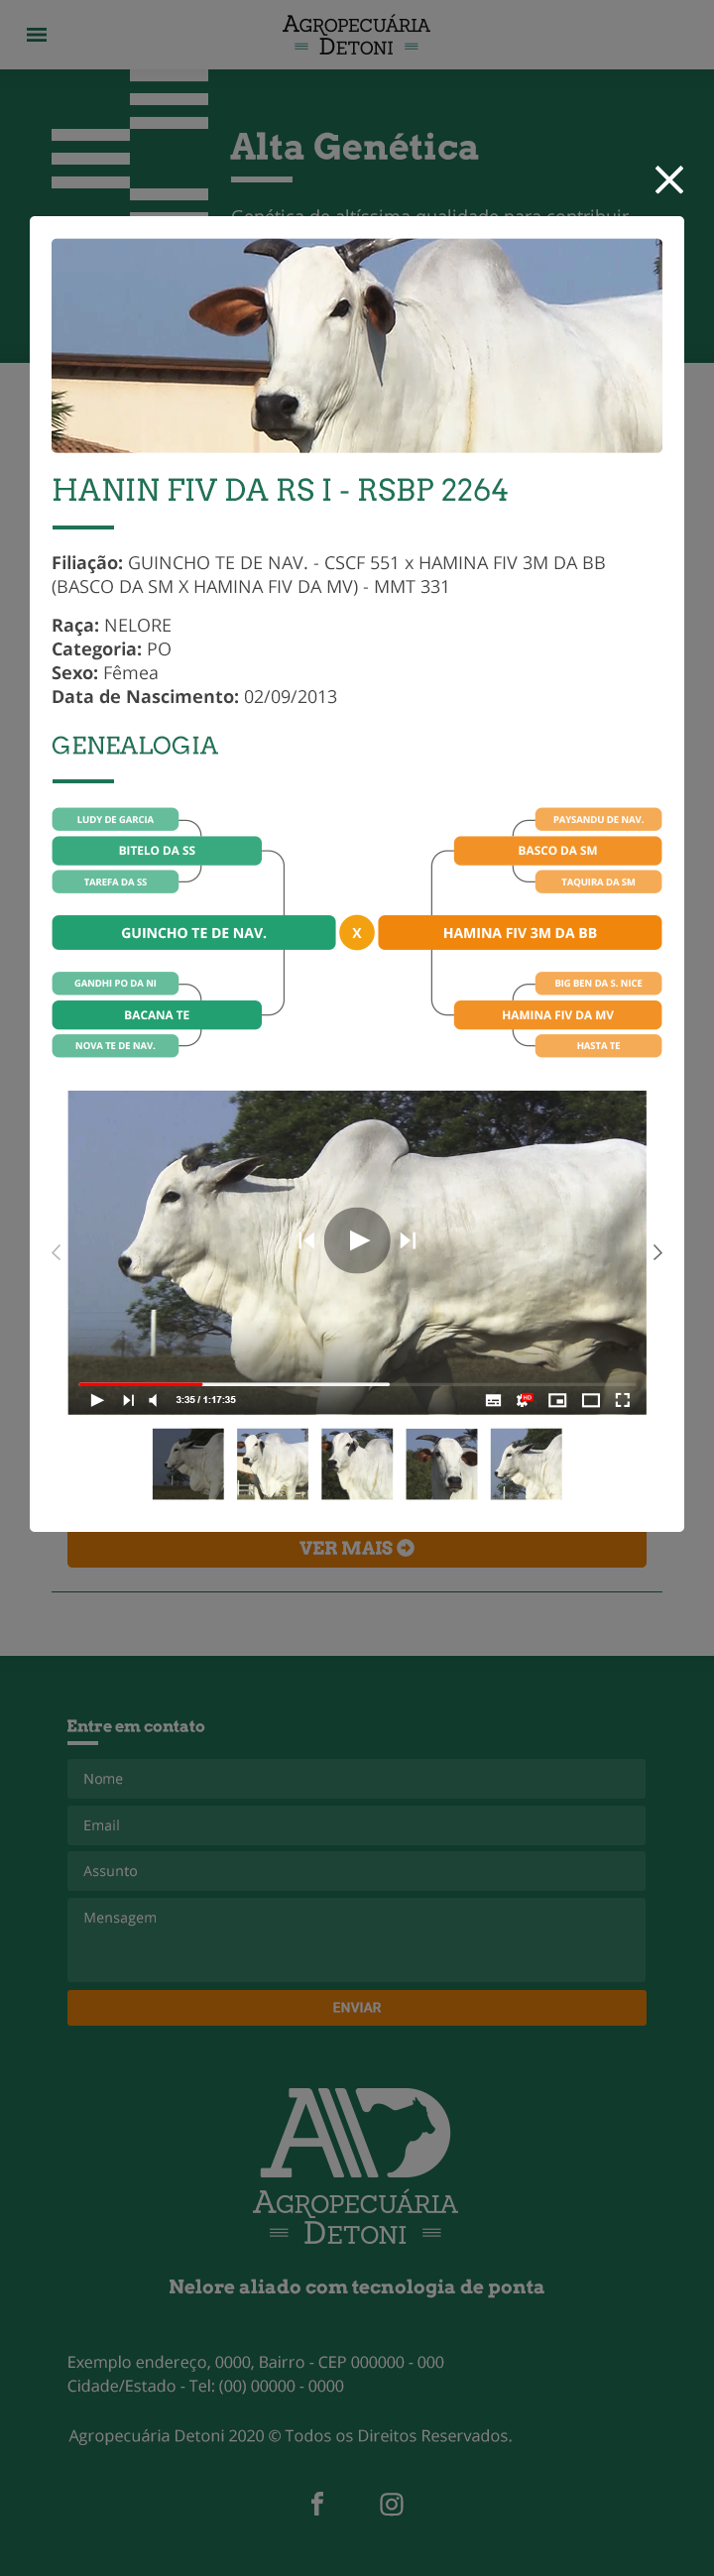 AGROPECUÁRIA
DETONI
Alta Genética
HANIN FIV DA RS I - RSBP 2264
Filiação: GUINCHO TE DE NAV. - CSCF 551 x HAMINA FIV 3M DA BB
(BASCO DA SM X HAMINA FIV DA MV) - MMT 331
Raça: NELORE
Categoria: PO
Sexo: Fêmea
Data de Nascimento: 02/09/2013
GENEALOGIA
LUDY DE GARCIA
PAYSANDU DE NAV.
BITELO DA SS
BASCO DA SM
TAREFA DA SS
TAQUIRA DA SM
GUINCHO TE DE NAV.
X
HAMINA FIV 3M DA BB
GANDHI PO DA NI
BIG BEN DA S. NICE
BACANA TE
HAMINA FIV DA MV
NOVA TE DE NAV.
HASTA TE
3:35 / 1:17:35
HD
VER MAIS
Entre em contato
Nome
Email
Assunto
Mensagem
ENVIAR
AGROPECUÁRIA
DETONI
Nelore aliado com tecnologia de ponta
Exemplo endereço, 0000, Bairro - CEP 000000 - 000
Cidade/Estado - Tel: (00) 00000 - 0000
Agropecuária Detoni 2020 © Todos os Direitos Reservados.